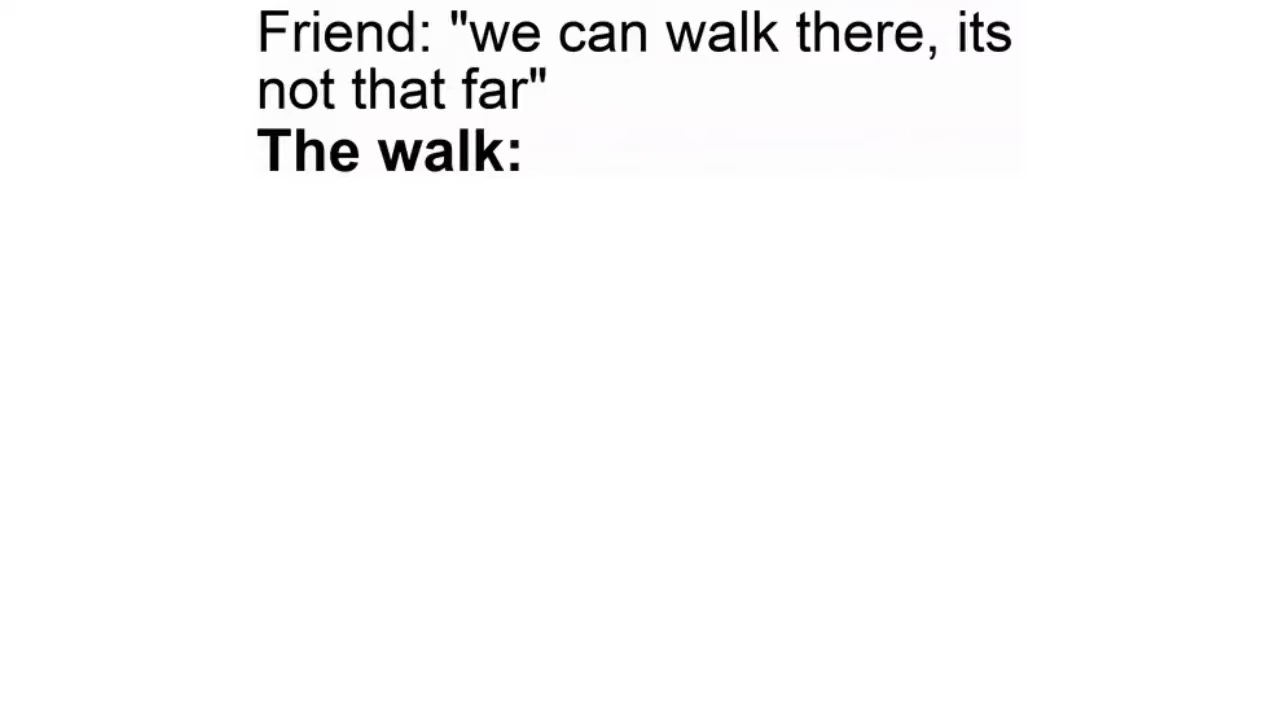 Friend: "we can walk there, its
not that far"
The walk: